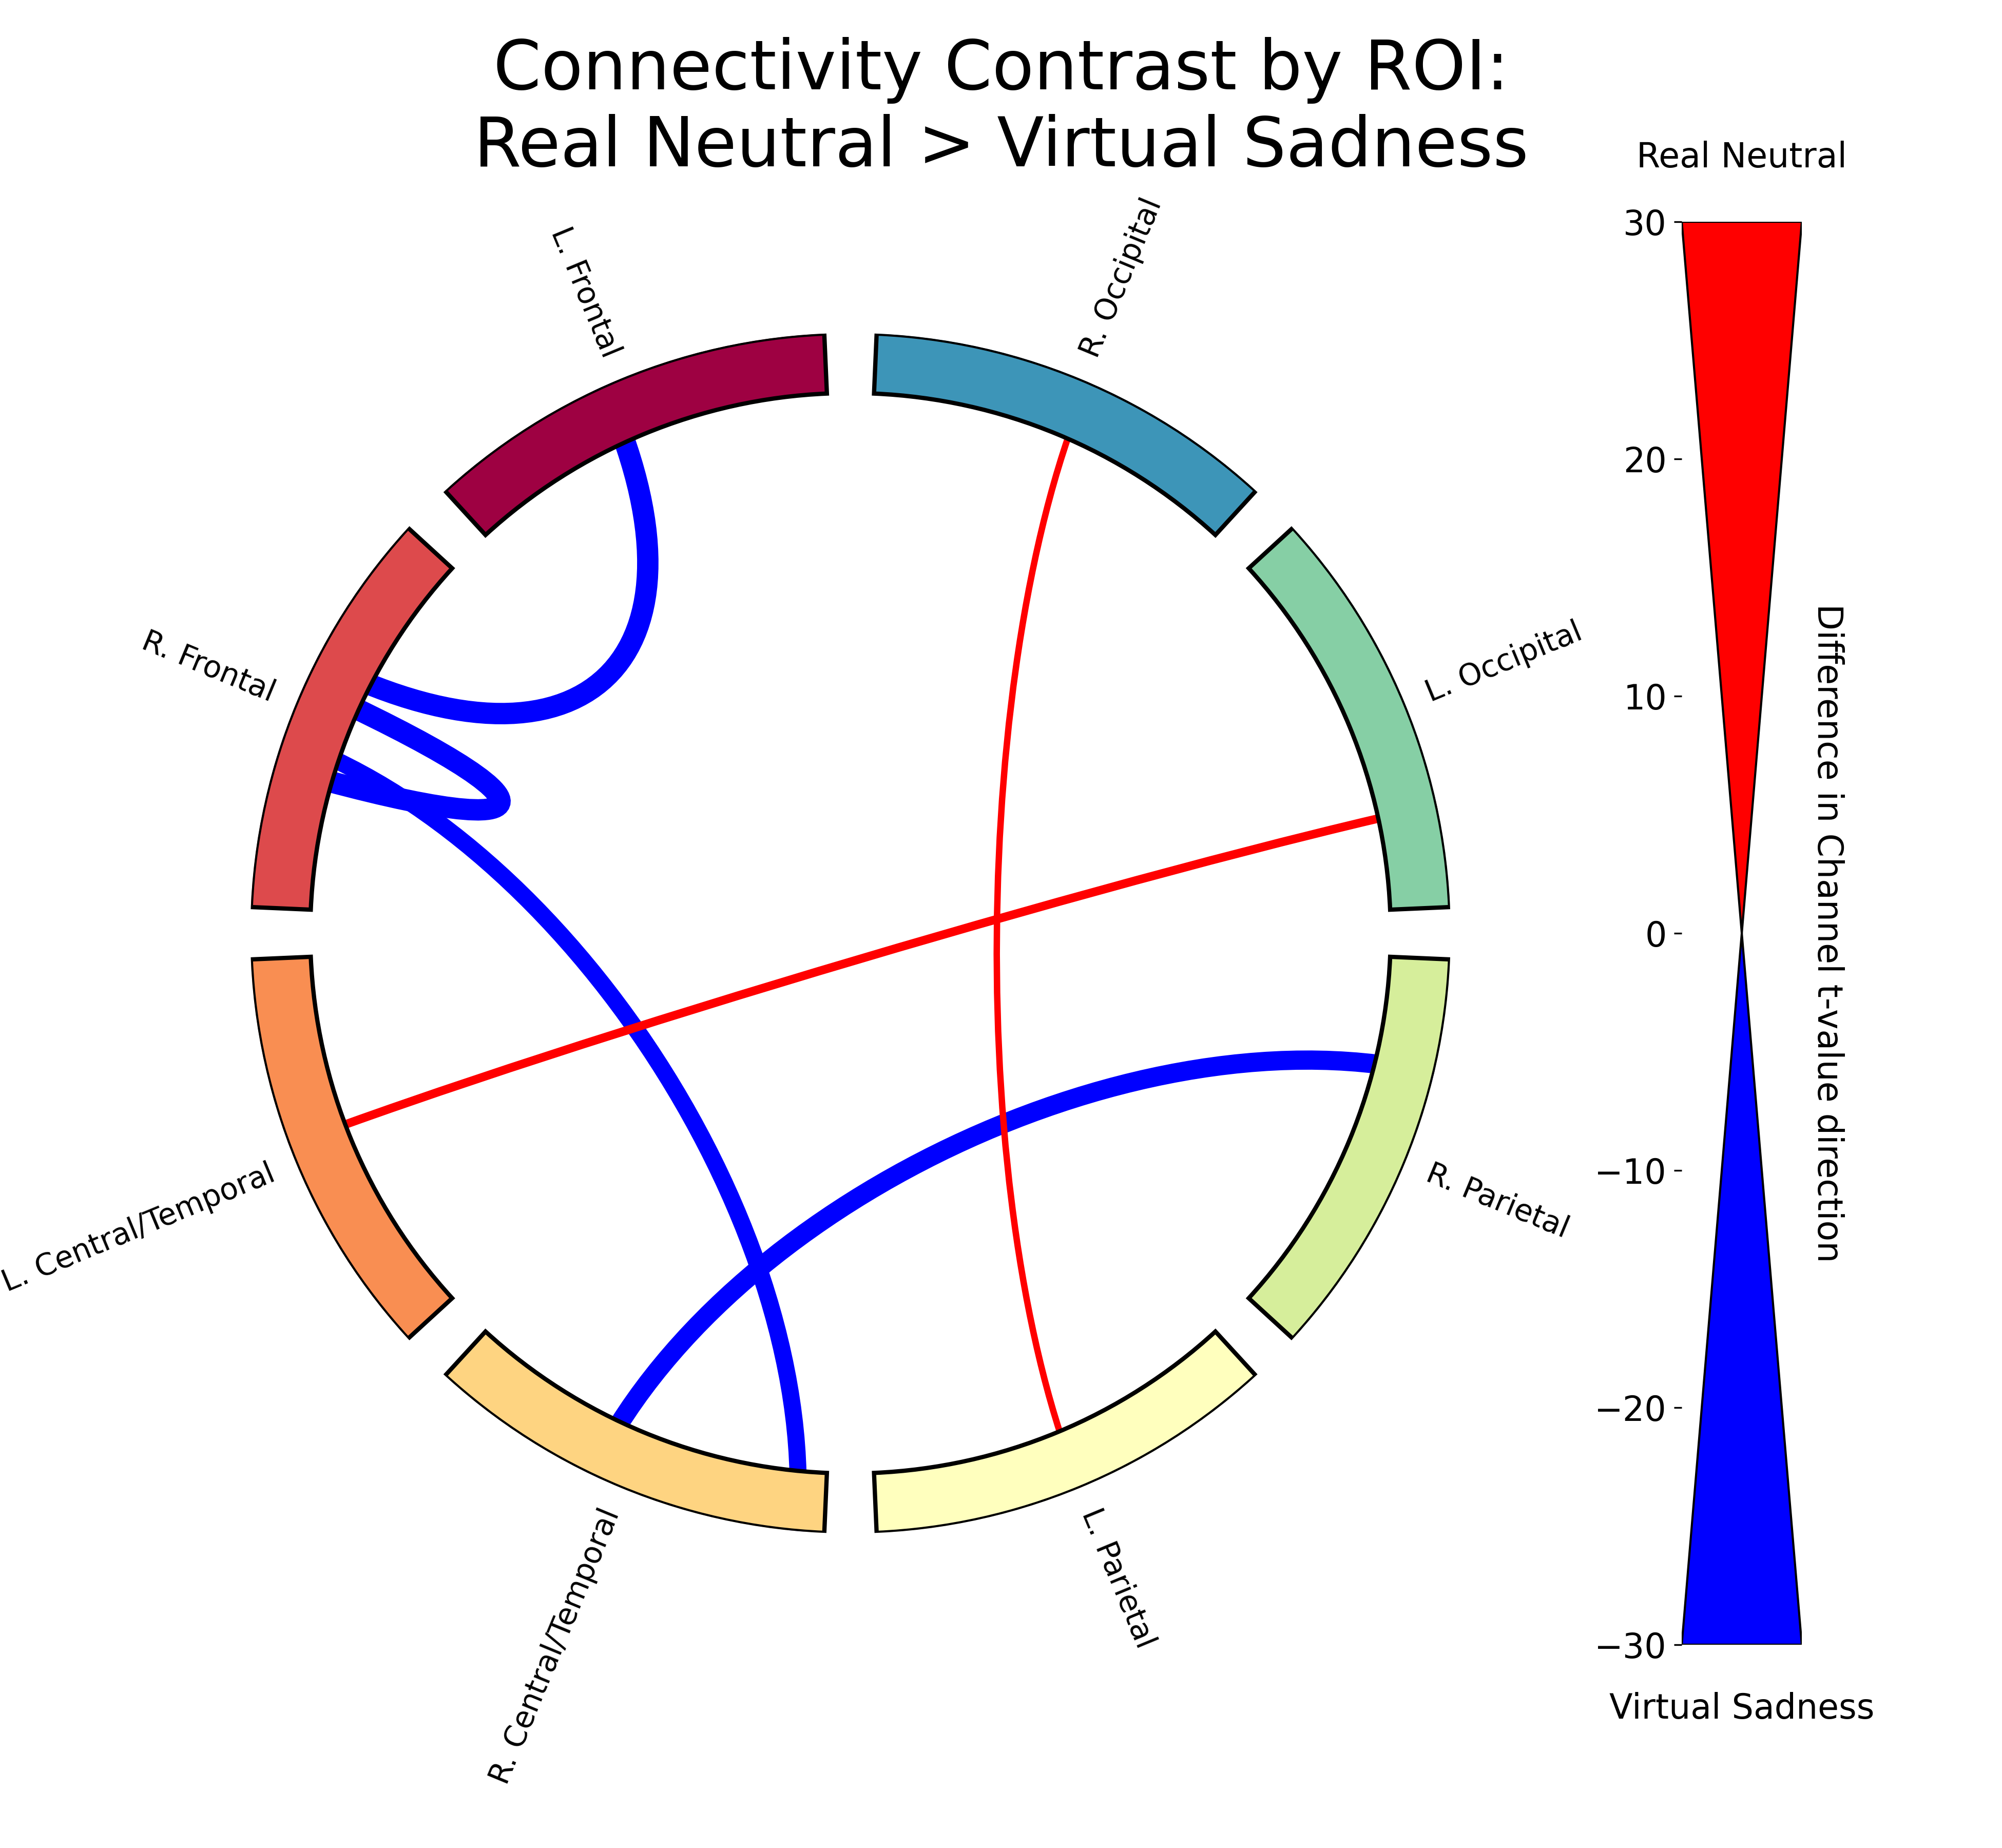 Connectivity Contrast by ROI:
Real Neutral > Virtual Sadness
Real Neutral
L. Frontal
R. Occipital
R. Frontal
L. Occipital
L. Central/Temporal
R. Parietal
R. Central/Temporal
L. Parietal
30
20
10
0
−10
−20
−30
Difference in Channel t-value direction
Virtual Sadness